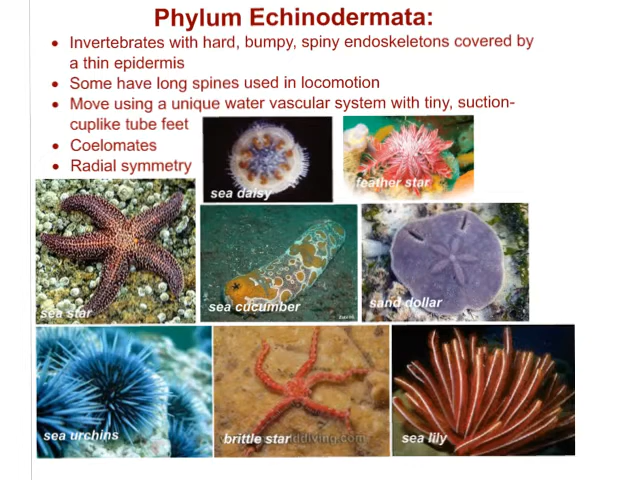 Phylum Echinodermata:
• Invertebrates with hard, bumpy, spiny endoskeletons covered by
a thin epidermis
• Some have long spines used in locomotion
• Move using a unique water vascular system with tiny, suction-
cuplike tube feet
• Coelomates
• Radial symmetry
sea daisy
feather star
sea star
sea cucumber
sand dollar
sea urchins
brittle star
sea lily